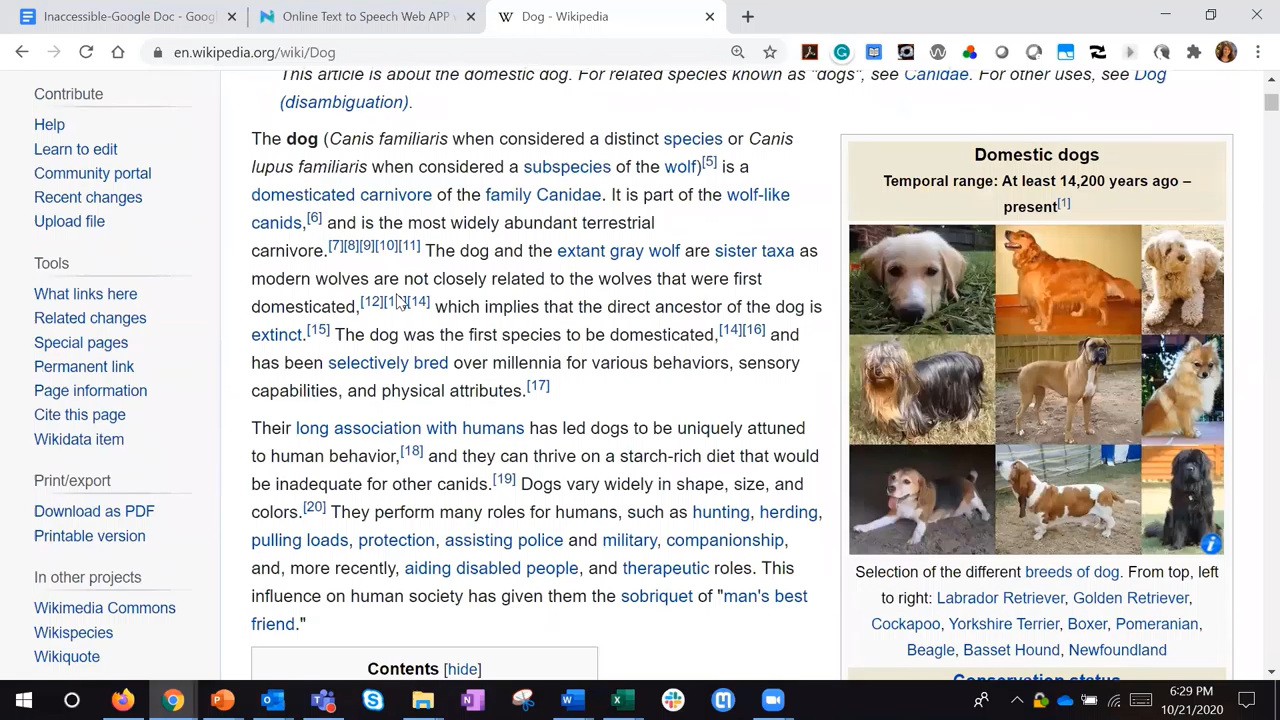 Inaccessible-Google Doc - Googl
Online Text to Speech Web APP
Dog - Wikipedia
en.wikipedia.org/wiki/Dog
This article is about the domestic dog. For related species known as "dogs", see Canidae. For other uses, see Dog
(disambiguation).
Contribute
Help
Learn to edit
Community portal
Recent changes
Upload file
Tools
What links here
Related changes
Special pages
Permanent link
Page information
Cite this page
Wikidata item
Print/export
Download as PDF
Printable version
In other projects
Wikimedia Commons
Wikispecies
Wikiquote
The dog (Canis familiaris when considered a distinct species or Canis
lupus familiaris when considered a subspecies of the wolf)[5] is a
domesticated carnivore of the family Canidae. It is part of the wolf-like
canids,[6] and is the most widely abundant terrestrial
carnivore.[7][8][9][10][11] The dog and the extant gray wolf are sister taxa as
modern wolves are not closely related to the wolves that were first
domesticated,[12] [14] which implies that the direct ancestor of the dog is
extinct.[15] The dog was the first species to be domesticated,[14][16] and
has been selectively bred over millennia for various behaviors, sensory
capabilities, and physical attributes.[17]
Their long association with humans has led dogs to be uniquely attuned
to human behavior,[18] and they can thrive on a starch-rich diet that would
be inadequate for other canids.[19] Dogs vary widely in shape, size, and
colors.[20] They perform many roles for humans, such as hunting, herding,
pulling loads, protection, assisting police and military, companionship,
and, more recently, aiding disabled people, and therapeutic roles. This
influence on human society has given them the sobriquet of "man's best
friend."
Contents [hide]
Domestic dogs
Temporal range: At least 14,200 years ago –
present[1]
Selection of the different breeds of dog. From top, left
to right: Labrador Retriever, Golden Retriever,
Cockapoo, Yorkshire Terrier, Boxer, Pomeranian,
Beagle, Basset Hound, Newfoundland
Conservation status
6:29 PM
10/21/2020